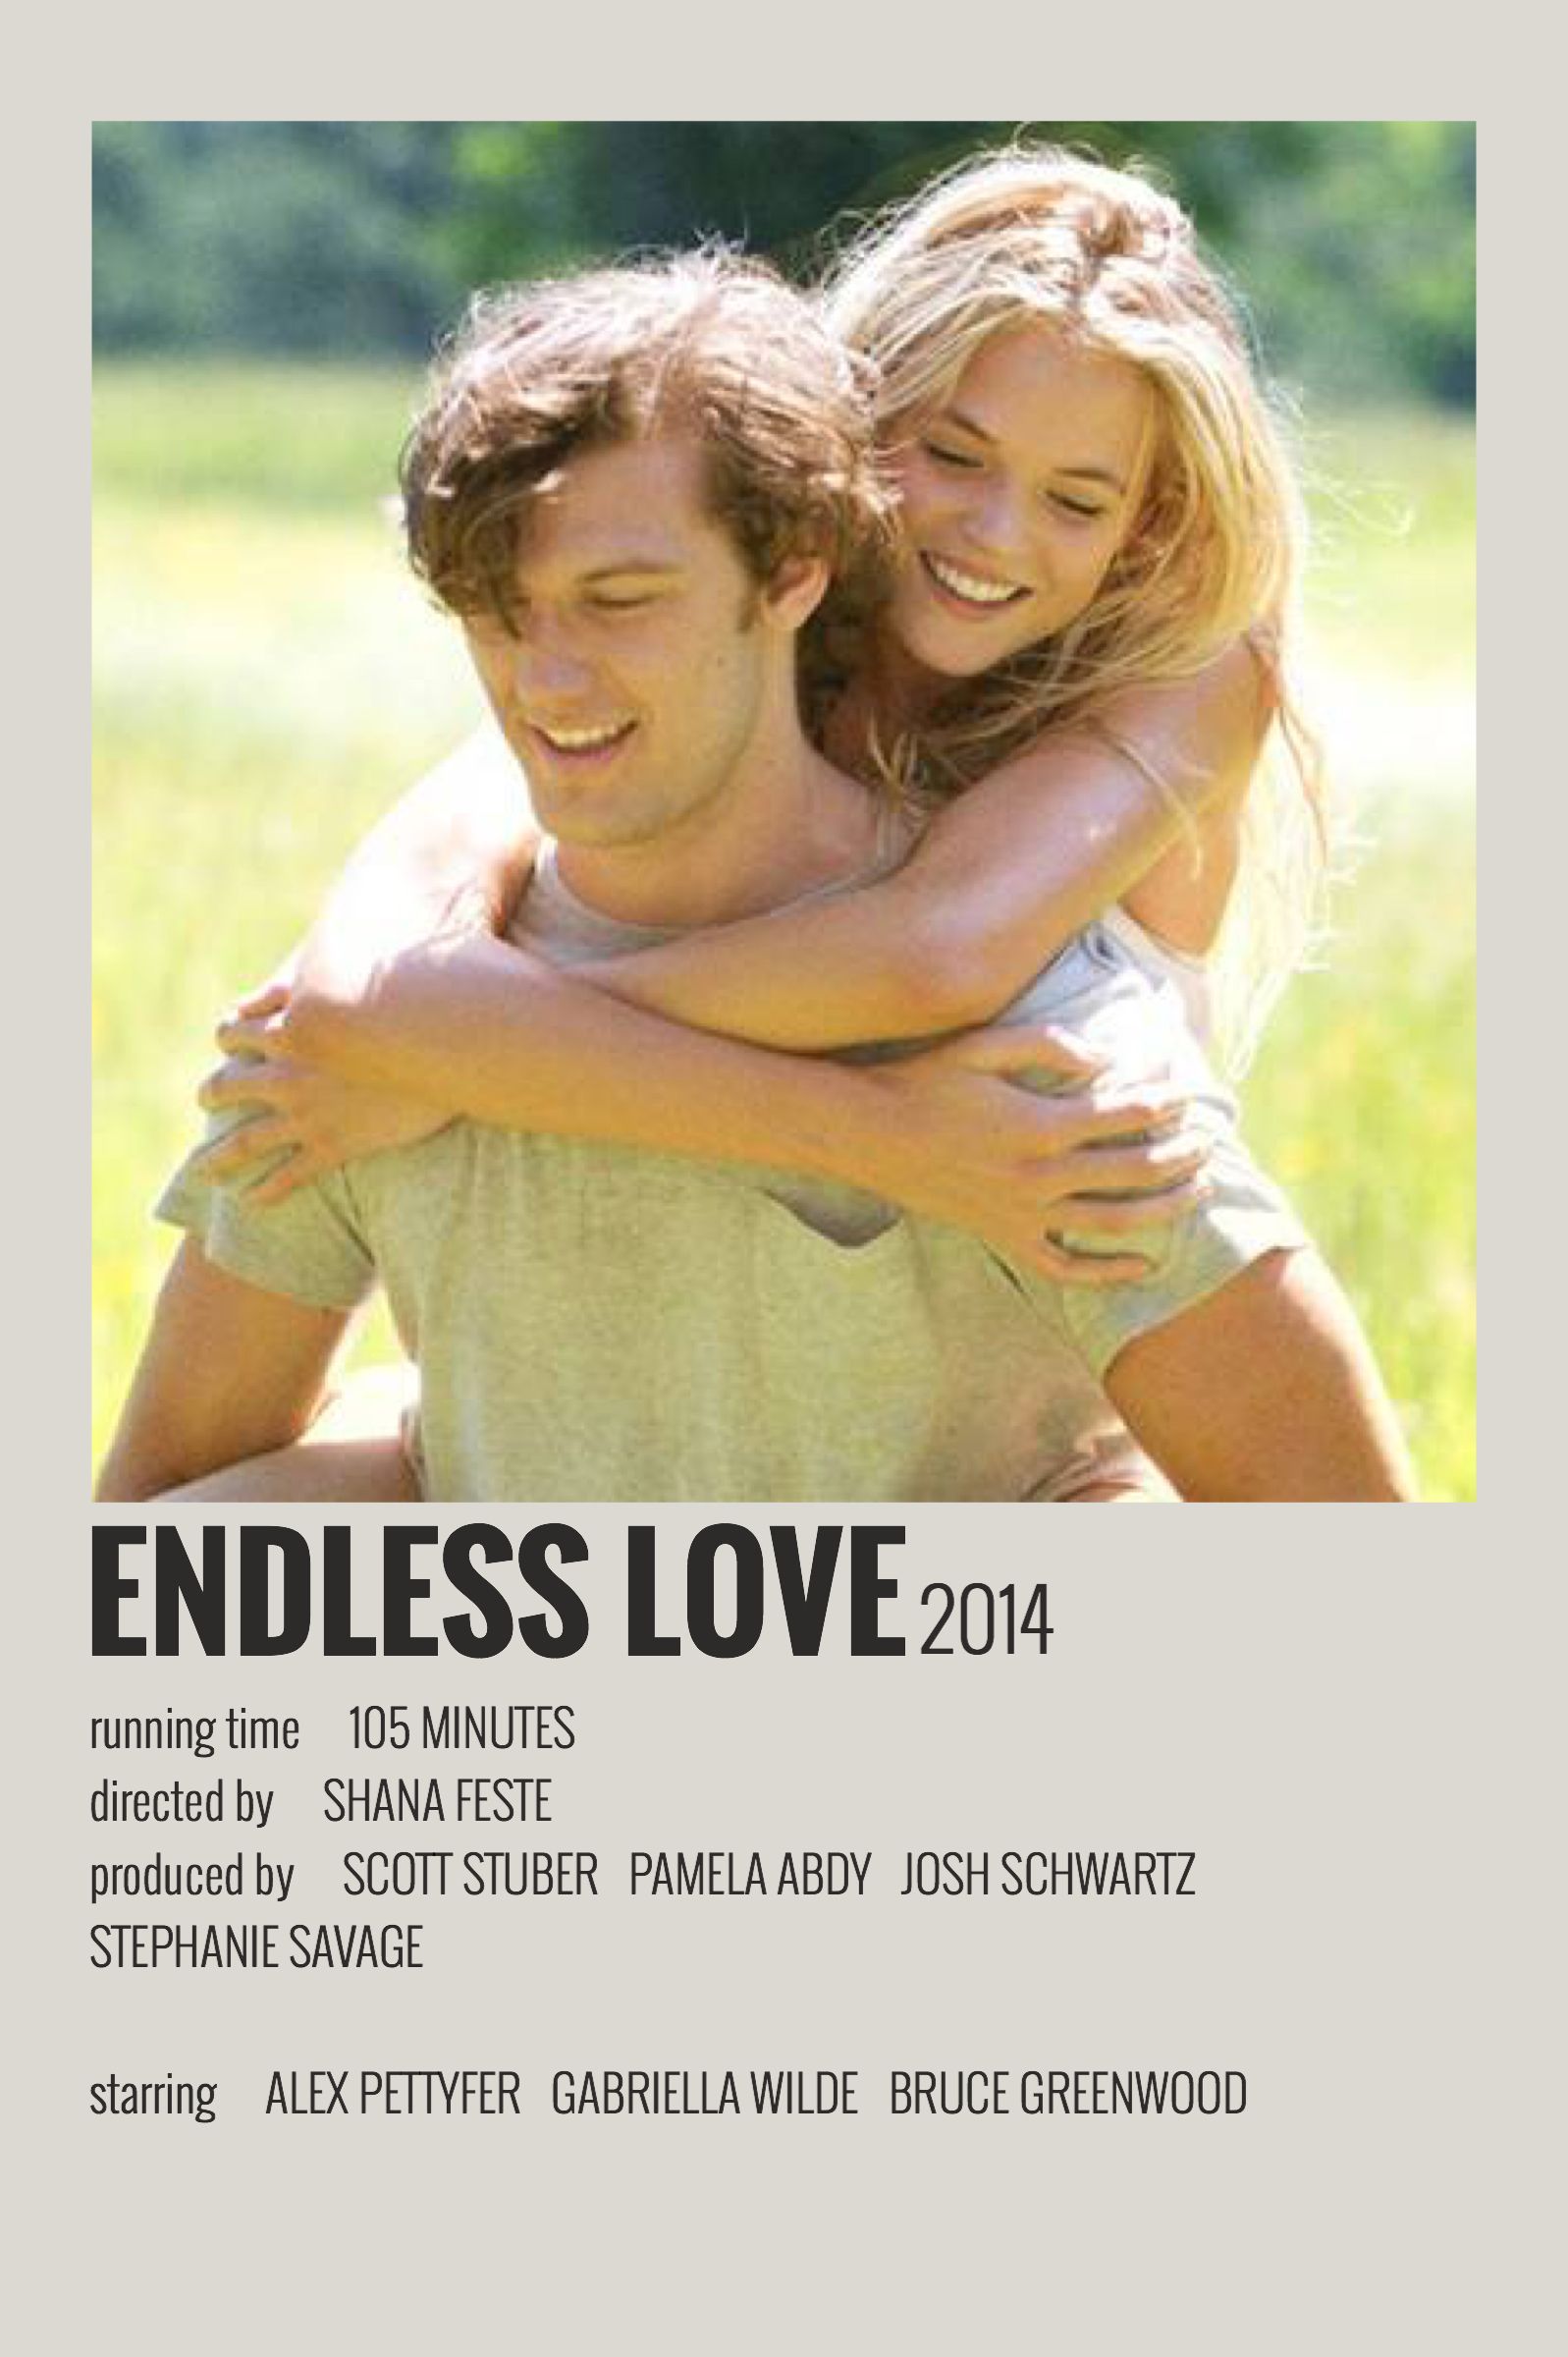 ENDLESS LOVE 2014
running time 105 MINUTES
directed by SHANA FESTE
produced by SCOTT STUBER PAMELA ABDY JOSH SCHWARTZ
STEPHANIE SAVAGE
starring ALEX PETTYFER GABRIELLA WILDE BRUCE GREENWOOD